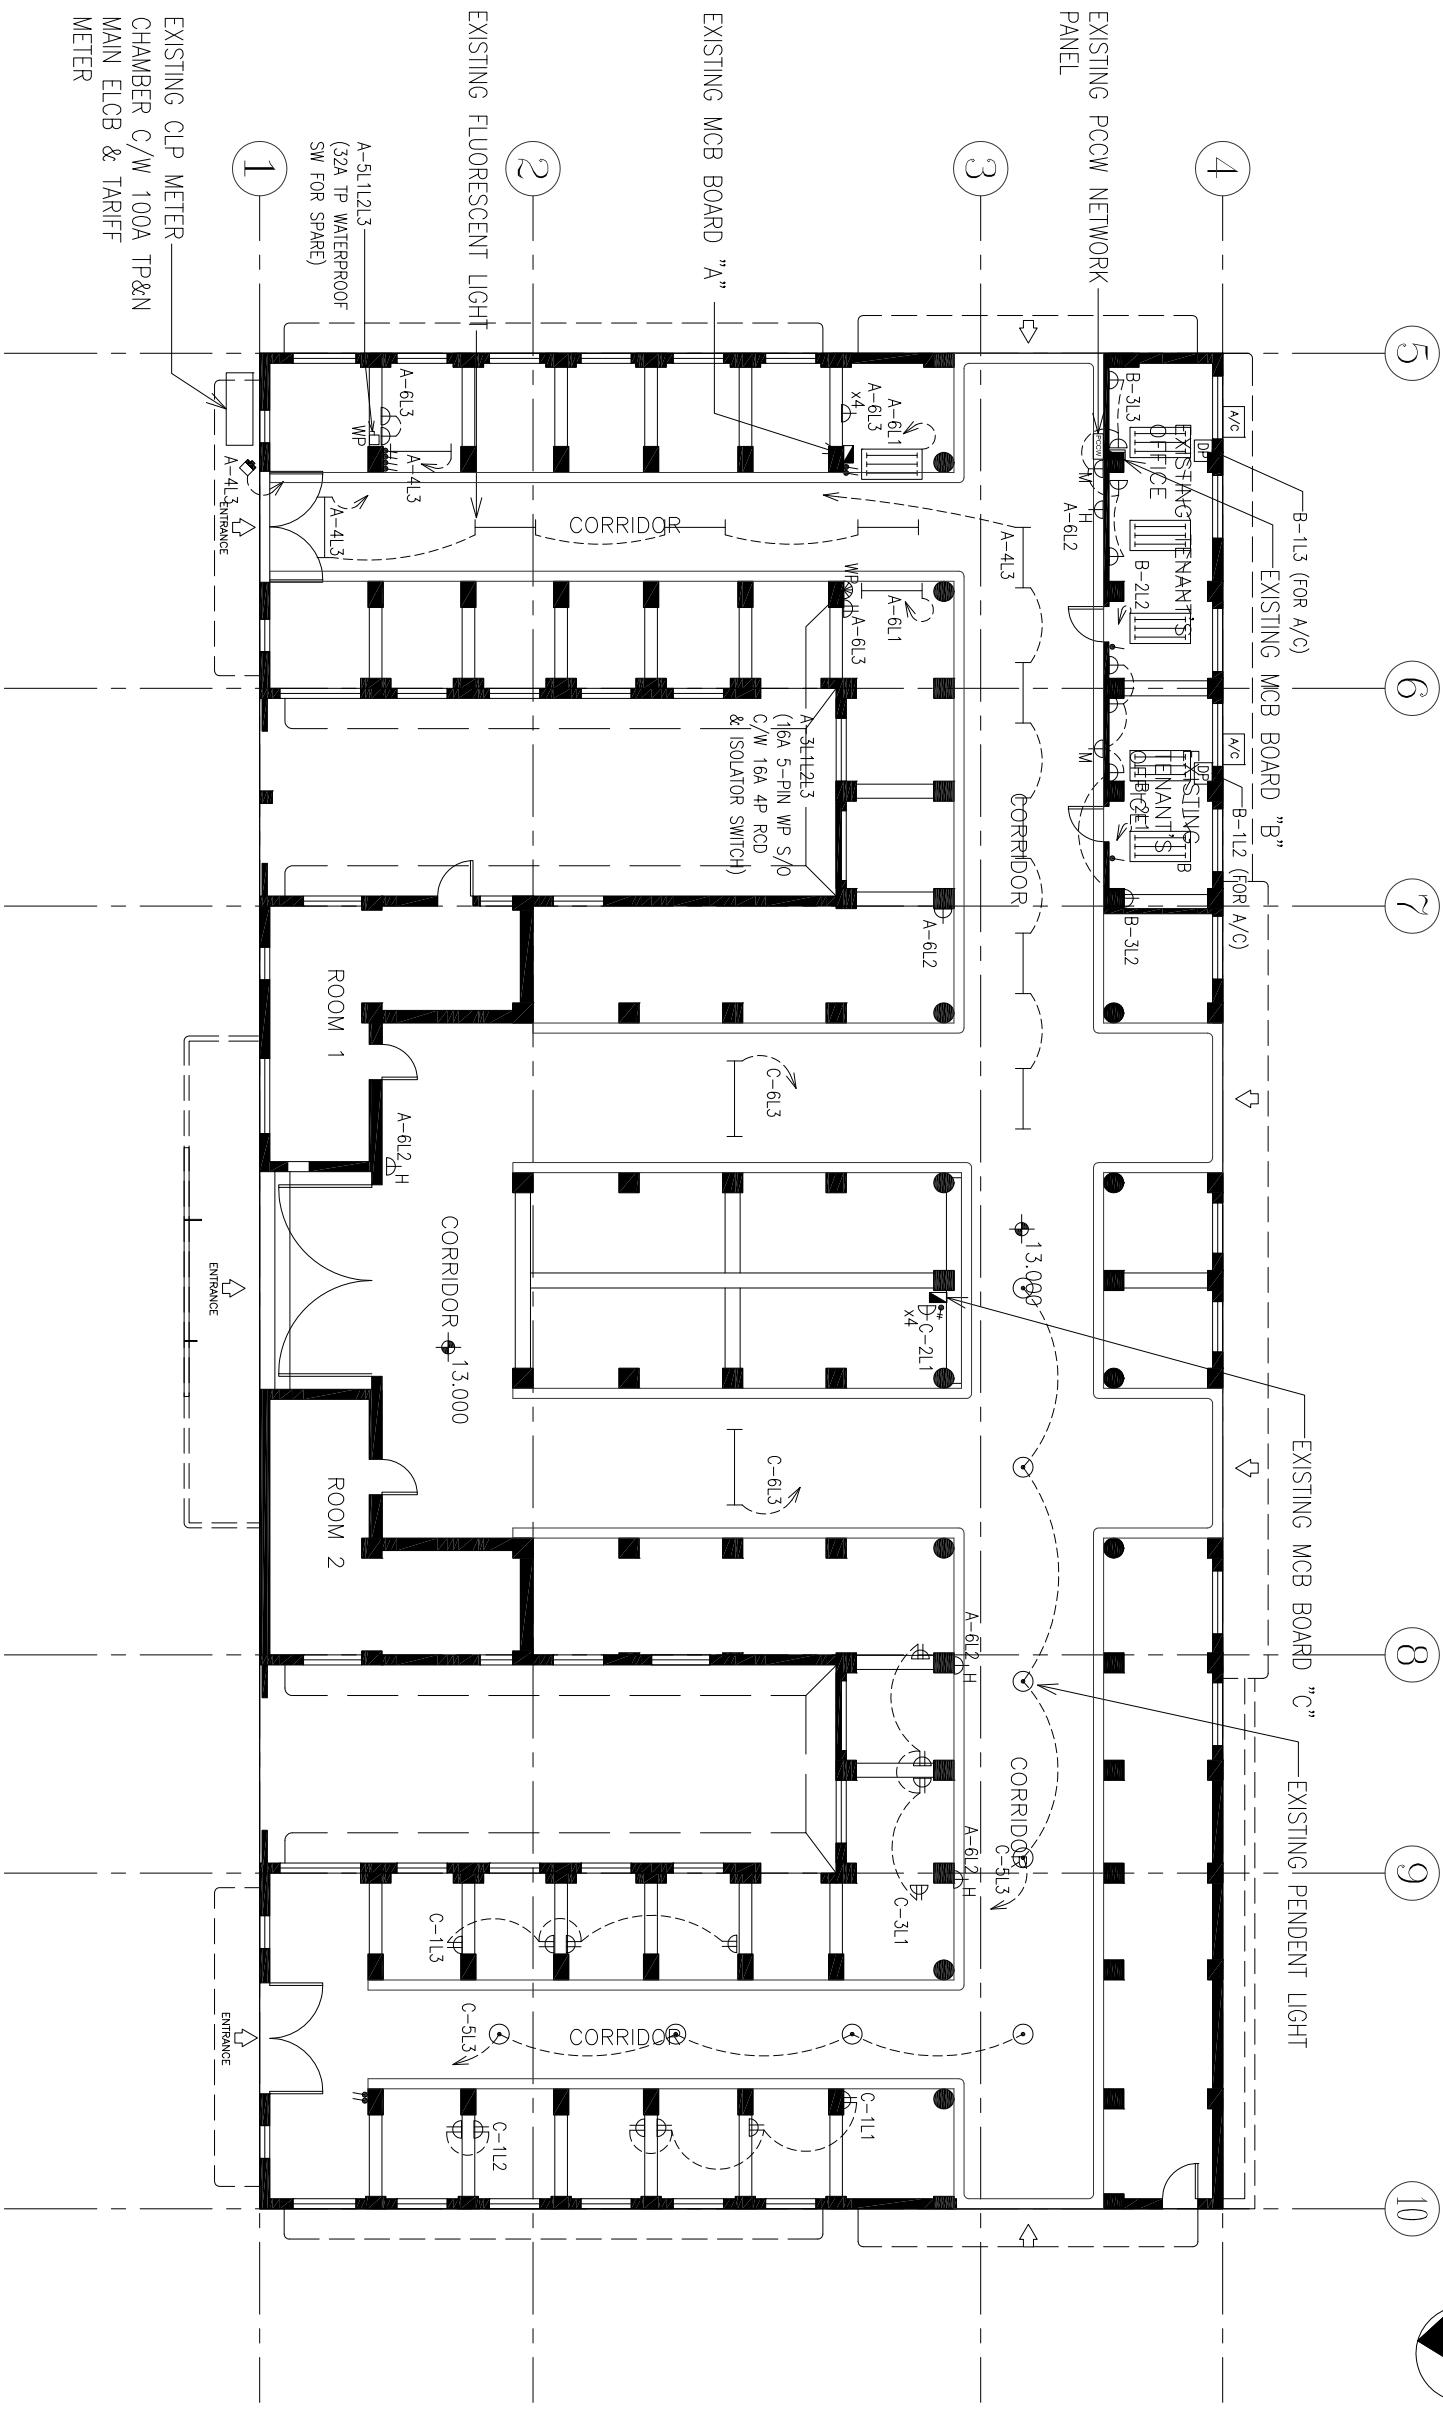 EXISTING PCCW NETWORK
PANEL
EXISTING MCB BOARD "A"
EXISTING FLUORESCENT LIGHT
A-5L1L2L3
(32A TP WATERPROOF
SW FOR SPARE)
EXISTING CLP METER
CHAMBER C/W 100A TP&N
MAIN ELCB & TARIFF
METER
4
3
2
1
5
6
7
8
9
10
B-1L3 (FOR A/C)
EXISTING MCB BOARD "B"
B-1L2 (FOR A/C)
EXISTING MCB BOARD "C"
EXISTING PENDENT LIGHT
A/C
A/C
DP
DP
B-3L3
EXISTING TENANT'S
OFFICE
B-2L2
EXISTING
TENANT'S
OFFICE
B
B-2L1
B-3L2
PCCW
M
H
A-6L2
M
A-6L1
A-6L3
x4
A-6L3
WP
A-4L3
A-4L3
A-4L3
A-4L3
ENTRANCE
CORRIDOR
WP
A-6L1
A-6L3
A-3L1L2L3
(16A 5-PIN WP S/O
C/W 16A 4P RCD
& ISOLATOR SWITCH)
CORRIDOR
A-6L2
ROOM 1
C-6L3
A-6L2
H
CORRIDOR
13.000
13.000
ENTRANCE
C-2L1
x4
C-6L3
ROOM 2
A-6L2
H
CORRIDOR
A-6L2
H
C-5L3
C-3L1
C-1L3
C-5L3
CORRIDOR
ENTRANCE
C-1L1
C-1L2